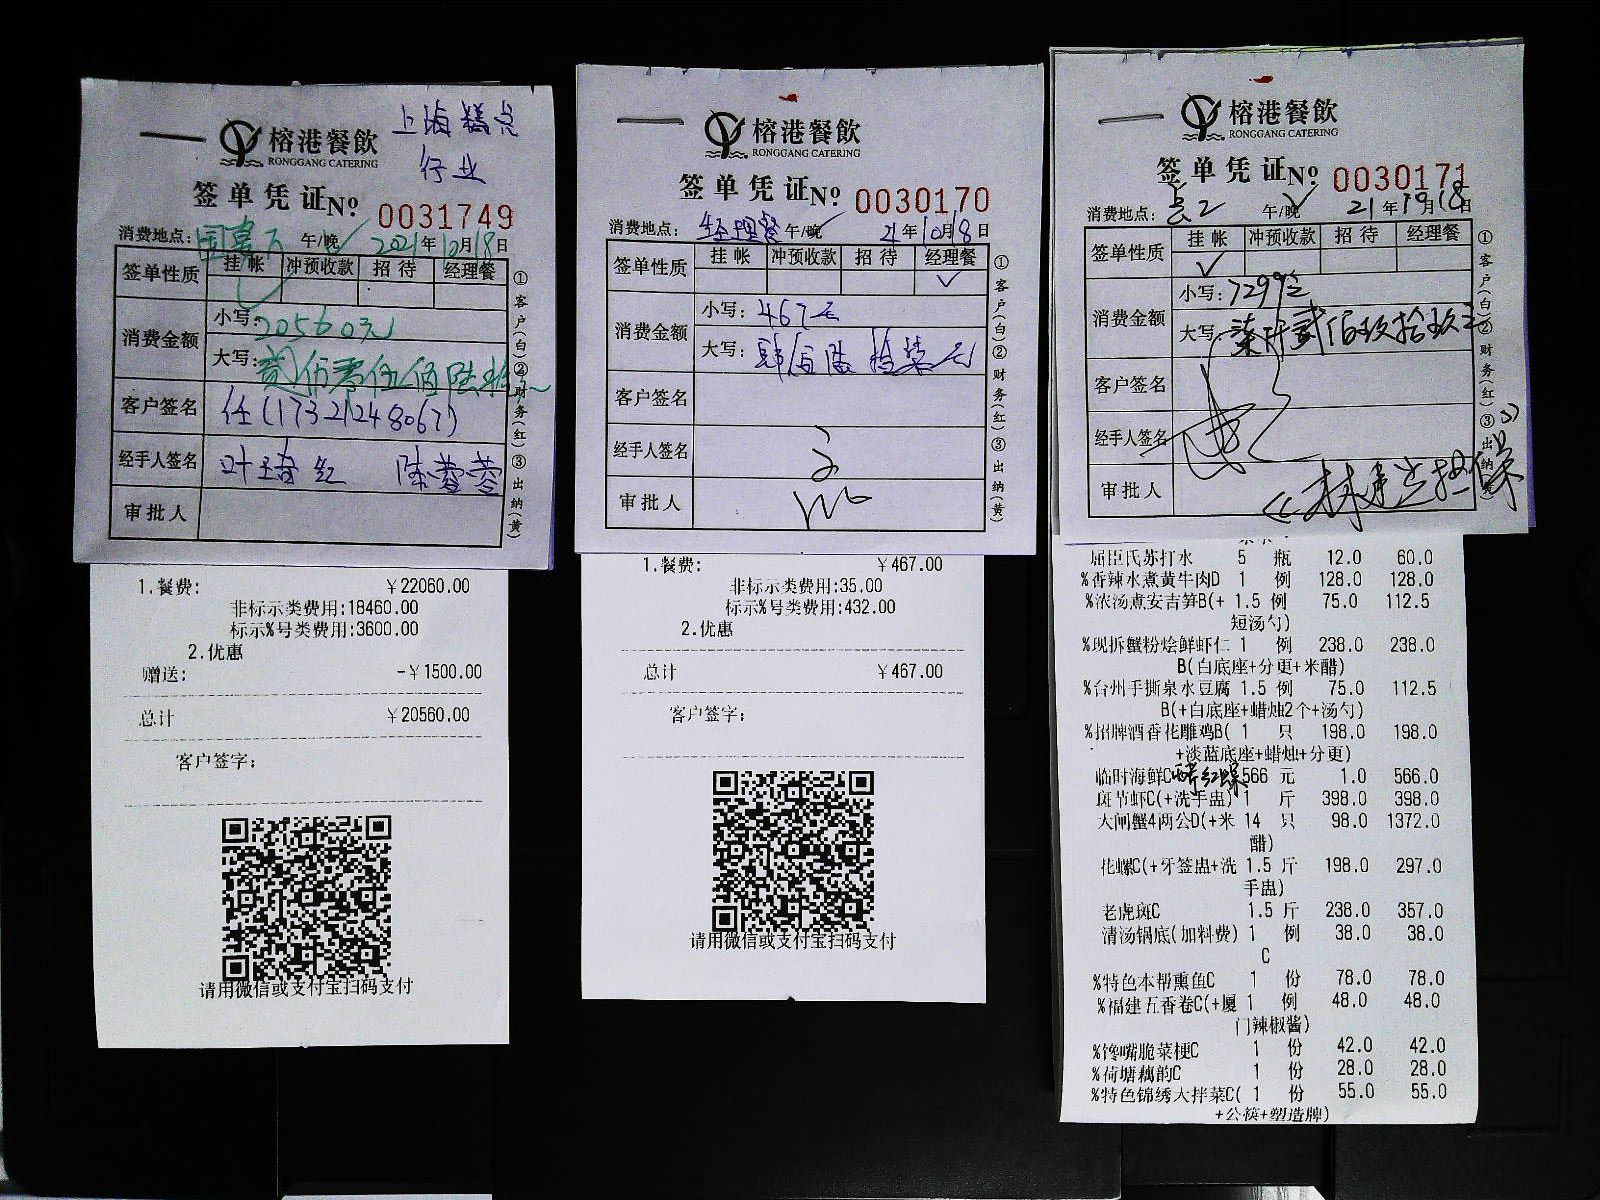 上海糕点
行业
榕港餐飲
RONGGANG CATERING
签单凭证No. 0031749
消费地点: 午/晚 2021年10月18日
签单性质 挂帐 冲预收款 招待 经理餐
消费金额 小写: 20560元
大写:
客户签名 任(17321248067)
经手人签名
审批人
①客户(白)②财务(红)③出纳(黄)
1.餐费: ¥22060.00
非标示类费用:18460.00
标示%号类费用:3600.00
2.优惠
赠送: -¥1500.00
总计 ¥20560.00
客户签字:
请用微信或支付宝扫码支付
榕港餐飲
RONGGANG CATERING
签单凭证No. 0030170
消费地点: 经理餐 午/晚 21年10月18日
签单性质 挂帐 冲预收款 招待 经理餐
消费金额 小写: 467元
大写: 肆佰陆拾柒元
客户签名
经手人签名
审批人
①客户(白)②财务(红)③出纳(黄)
1.餐费: ¥467.00
非标示类费用:35.00
标示%号类费用:432.00
2.优惠
总计 ¥467.00
客户签字:
请用微信或支付宝扫码支付
榕港餐飲
RONGGANG CATERING
签单凭证No. 0030171
消费地点: 午/晚 21年10月18日
签单性质 挂帐 冲预收款 招待 经理餐
消费金额 小写: 7299元
大写: 柒仟贰佰玖拾玖元
客户签名
经手人签名
审批人
①客户(白)②财务(红)③出纳(黄)
屈臣氏苏打水 5 瓶 12.0 60.0
%香辣水煮黄牛肉D 1 例 128.0 128.0
%浓汤煮安吉笋B(+ 1.5 例 75.0 112.5
短汤勺)
%现拆蟹粉烩鲜虾仁 1 例 238.0 238.0
B(白底座+分更+米醋)
%台州手撕泉水豆腐 1.5 例 75.0 112.5
B(+白底座+蜡烛2个+汤勺)
%招牌酒香花雕鸡B( 1 只 198.0 198.0
+淡蓝底座+蜡烛+分更)
临时海鲜C 566 元 1.0 566.0
斑节虾C(+洗手盅) 1 斤 398.0 398.0
大闸蟹4两公D(+米 14 只 98.0 1372.0
醋)
花螺C(+牙签盅+洗 1.5 斤 198.0 297.0
手盅)
老虎斑C 1.5 斤 238.0 357.0
清汤锅底(加料费) 1 例 38.0 38.0
C
%特色本帮熏鱼C 1 份 78.0 78.0
%福建五香卷C(+厦 1 例 48.0 48.0
门辣椒酱)
%馋嘴脆菜梗C 1 份 42.0 42.0
%荷塘藕韵C 1 份 28.0 28.0
%特色锦绣大拌菜C( 1 份 55.0 55.0
+公筷+塑造牌)